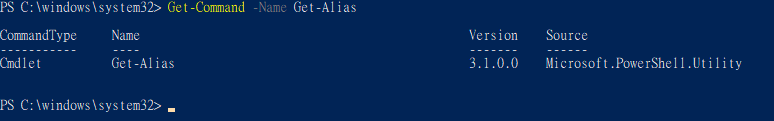 PS C:\windows\system32> Get-Command -Name Get-Alias
CommandType Name Version Source
----------- ---- ------- ------
Cmdlet Get-Alias 3.1.0.0 Microsoft.PowerShell.Utility
PS C:\windows\system32>